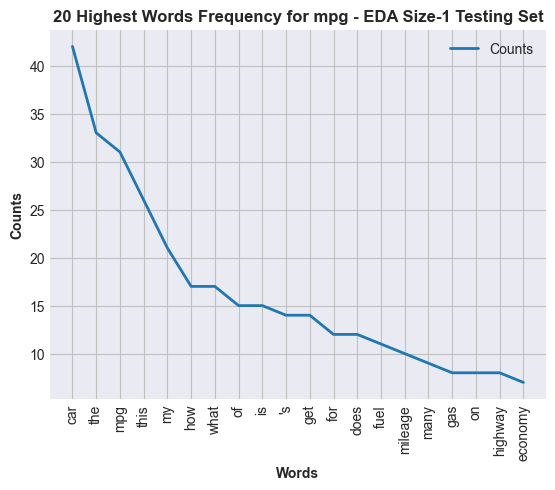 20 Highest Words Frequency for mpg - EDA Size-1 Testing Set
Counts
Counts
40
35
30
25
20
15
10
car
the
mpg
this
my
how
what
of
is
's
get
for
does
fuel
mileage
many
gas
on
highway
economy
Words